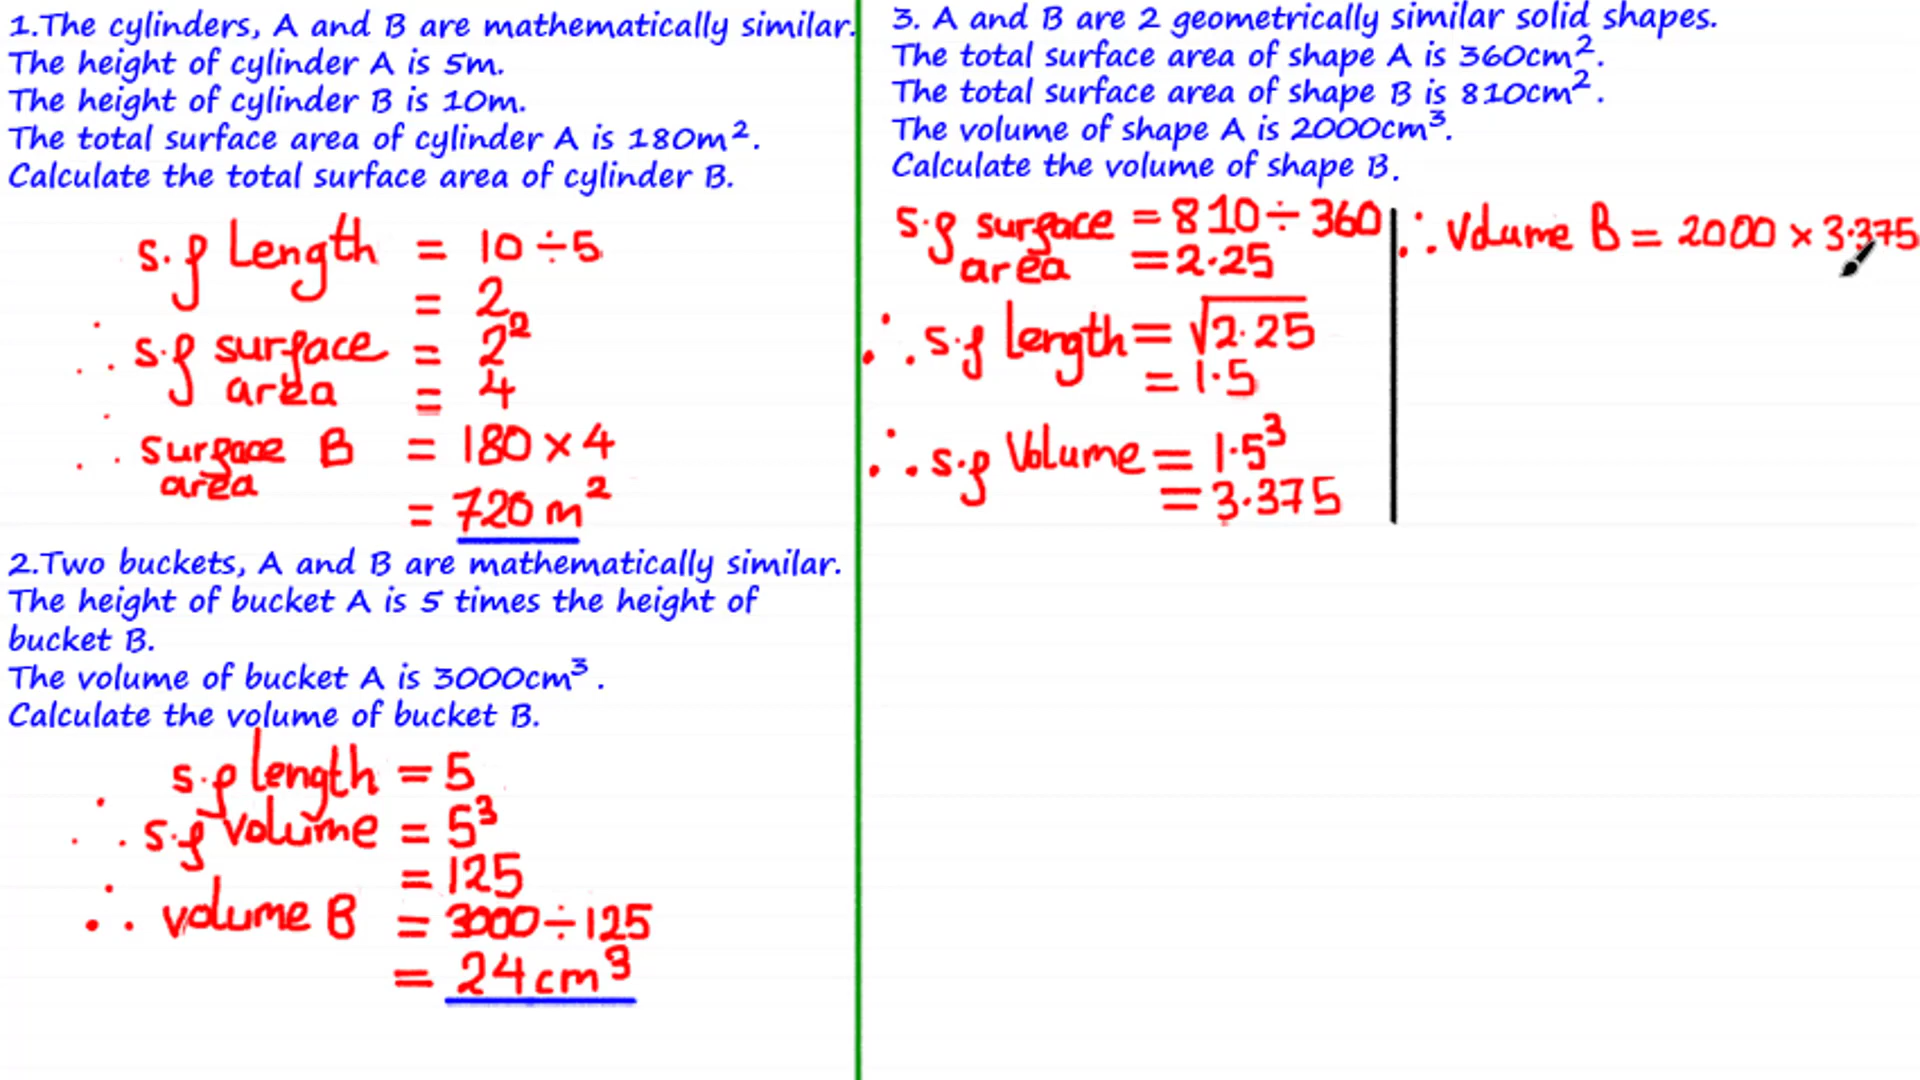 1.The cylinders, A and B are mathematically similar.
The height of cylinder A is 5m.
The height of cylinder B is 10m.
The total surface area of cylinder A is 180m².
Calculate the total surface area of cylinder B.
s.f length = 10 ÷ 5
= 2
∴ s.f surface area = 2²
= 4
∴ surface area B = 180 × 4
= 720 m²
2.Two buckets, A and B are mathematically similar.
The height of bucket A is 5 times the height of
bucket B.
The volume of bucket A is 3000cm³.
Calculate the volume of bucket B.
s.f length = 5
∴ s.f volume = 5³
= 125
∴ volume B = 3000 ÷ 125
= 24 cm³
3. A and B are 2 geometrically similar solid shapes.
The total surface area of shape A is 360cm².
The total surface area of shape B is 810cm².
The volume of shape A is 2000cm³.
Calculate the volume of shape B.
s.f surface area = 810 ÷ 360
= 2.25
∴ s.f length = √2.25
= 1.5
∴ s.f Volume = 1.5³
= 3.375
∴ Volume B = 2000 × 3.375